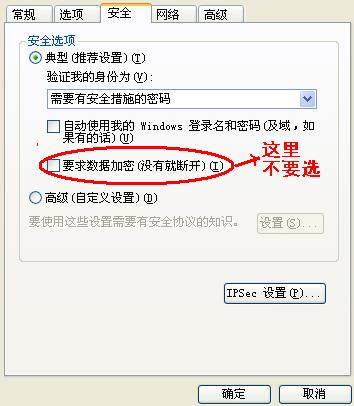 常规 选项 安全 网络 高级
安全选项
典型(推荐设置)(T)
验证我的身份为(V):
需要有安全措施的密码
自动使用我的 Windows 登录名和密码(及域，如
果有的话)(U)
要求数据加密(没有就断开)(I)
这里
不要选
高级(自定义设置)(D)
要使用这些设置需要有安全协议的知识。 设置(S)...
IPSec 设置(P)...
确定 取消